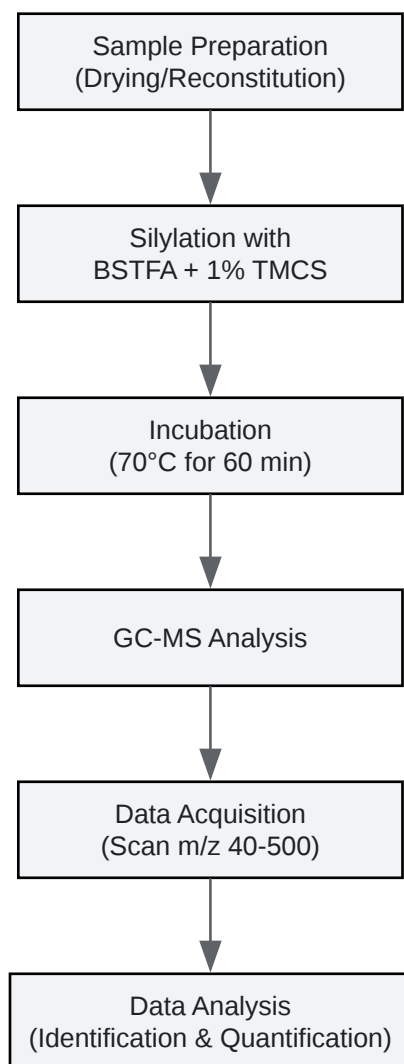 Sample Preparation
(Drying/Reconstitution)
Silylation with
BSTFA + 1% TMCS
Incubation
(70°C for 60 min)
GC-MS Analysis
Data Acquisition
(Scan m/z 40-500)
Data Analysis
(Identification & Quantification)